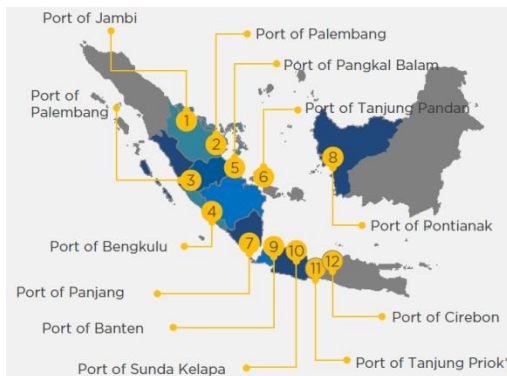 Port of Jambi
Port of Palembang
Port of Pangkal Balam
Port of
Palembang
Port of Tanjung Pandan
1
2
5
6
8
3
4
Port of Pontianak
Port of Bengkulu
7
9
10
11
12
Port of Panjang
Port of Banten
Port of Cirebon
Port of Sunda Kelapa
Port of Tanjung Priok*